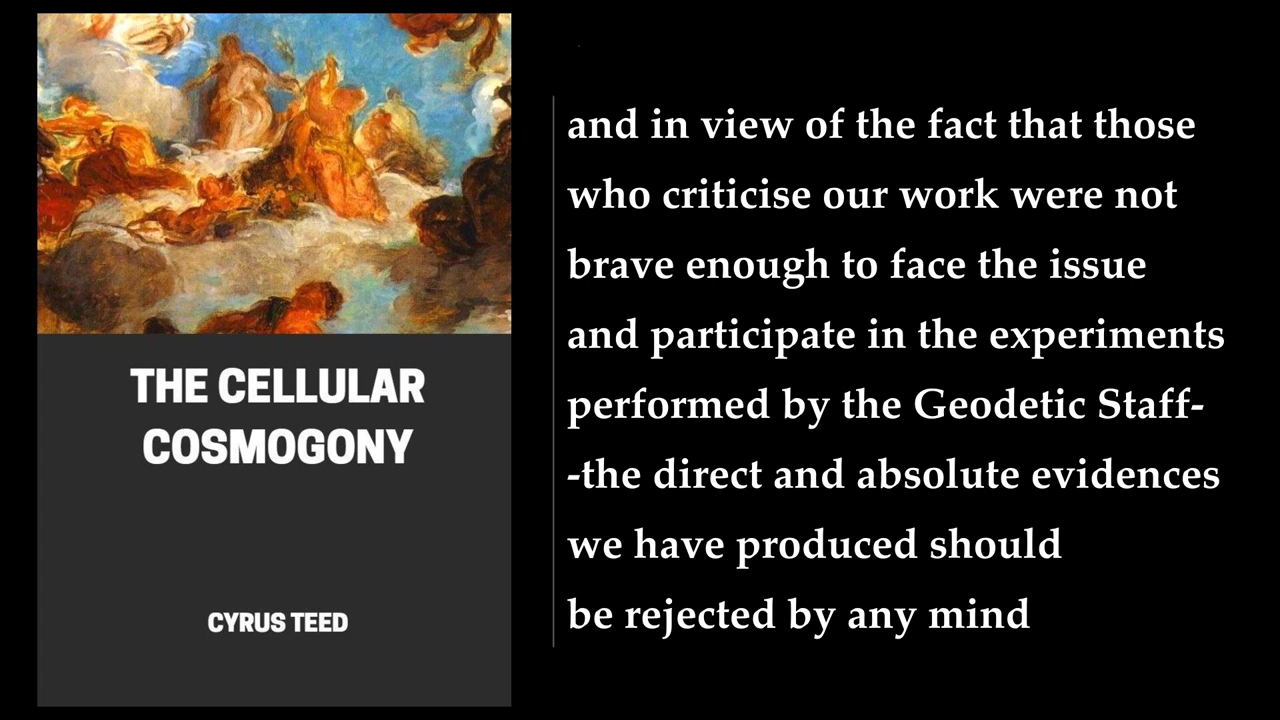 THE CELLULAR
COSMOGONY
CYRUS TEED
and in view of the fact that those
who criticise our work were not
brave enough to face the issue
and participate in the experiments
performed by the Geodetic Staff-
-the direct and absolute evidences
we have produced should
be rejected by any mind